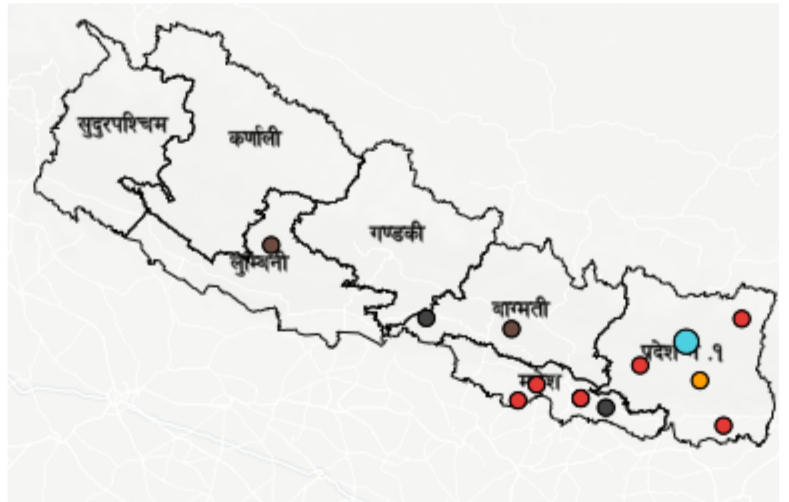 सुदुरपश्चिम
कर्णाली
गण्डकी
लुम्बिनी
बाग्मती
प्रदेश .१